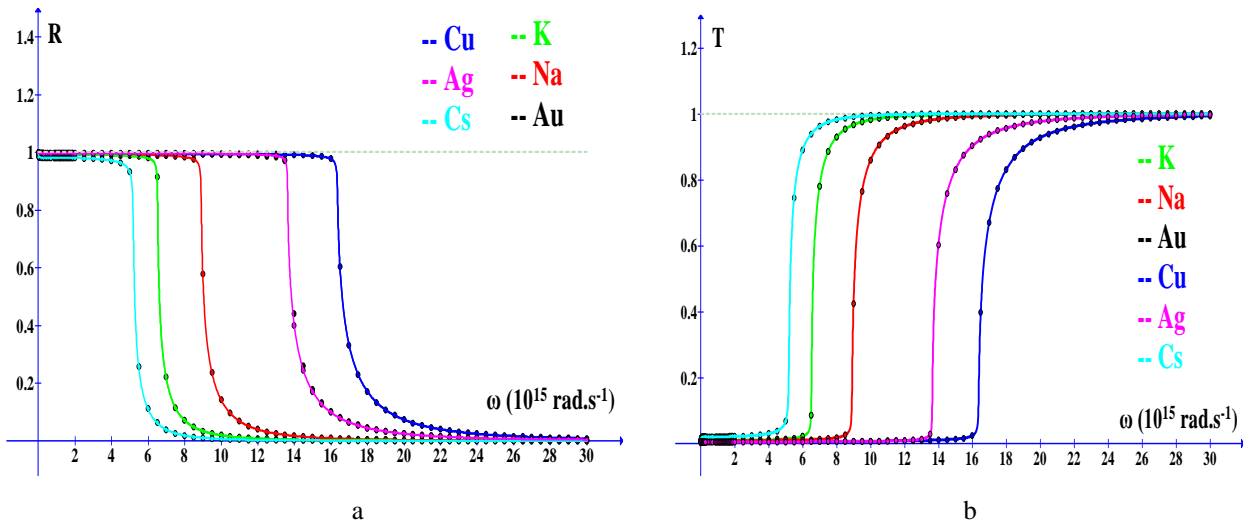 R
1.4
1.2
1
0.8
0.6
0.4
0.2
-- Cu -- K
-- Ag -- Na
-- Cs -- Au
ω (10¹⁵ rad.s⁻¹)
2 4 6 8 10 12 14 16 18 20 22 24 26 28 30
a
T
1.2
1
0.8
0.6
0.4
0.2
-- K
-- Na
-- Au
-- Cu
-- Ag
-- Cs
ω (10¹⁵ rad.s⁻¹)
2 4 6 8 10 12 14 16 18 20 22 24 26 28 30
b